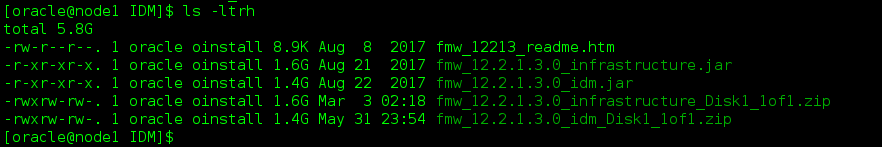 [oracle@node1 IDM]$ ls -ltrh
total 5.8G
-rw-r--r--. 1 oracle oinstall 8.9K Aug  8  2017 fmw_12213_readme.htm
-r-xr-xr-x. 1 oracle oinstall 1.6G Aug 21  2017 fmw_12.2.1.3.0_infrastructure.jar
-r-xr-xr-x. 1 oracle oinstall 1.4G Aug 22  2017 fmw_12.2.1.3.0_idm.jar
-rwxrw-rw-. 1 oracle oinstall 1.6G Mar  3 02:18 fmw_12.2.1.3.0_infrastructure_Disk1_1of1.zip
-rwxrwxrw-. 1 oracle oinstall 1.4G May 31 23:54 fmw_12.2.1.3.0_idm_Disk1_1of1.zip
[oracle@node1 IDM]$